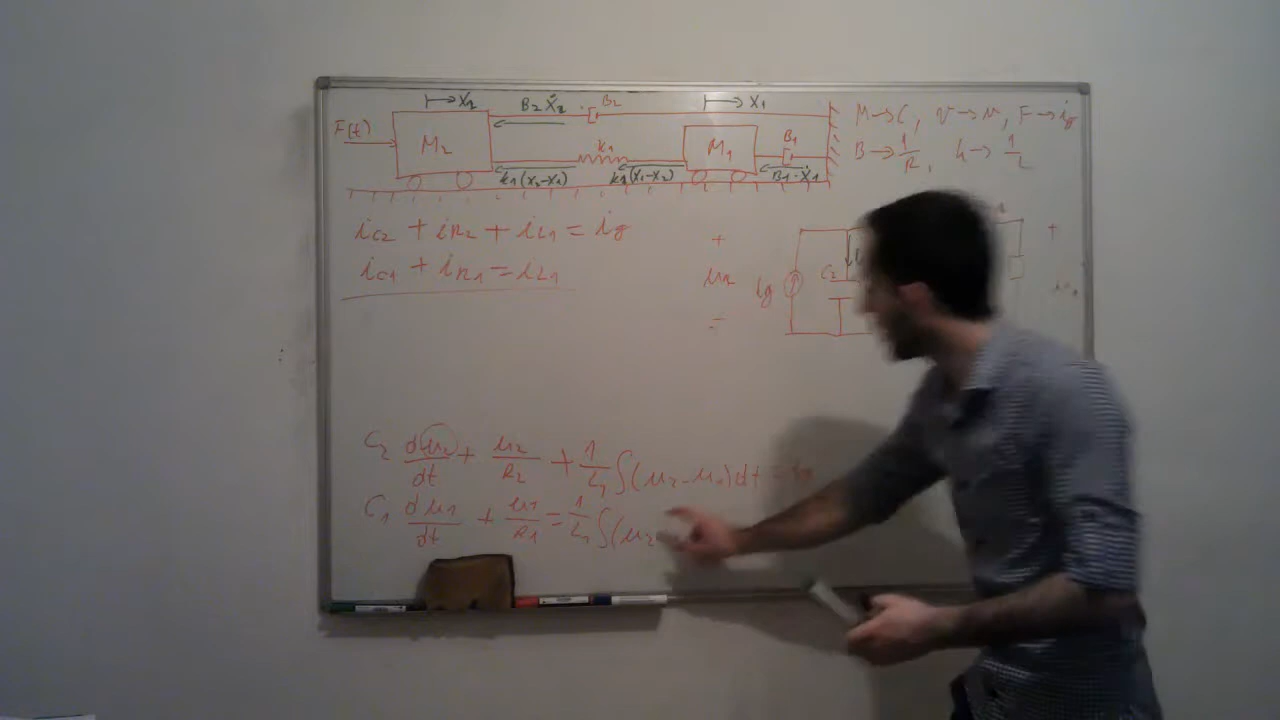 X₂ B₂ Ẋ₂ B₂ X₁
F(t) M₂ k₁ M₁ B₁
k₁(x₂-x₁) k₁(x₁-x₂) B₁·ẋ₁
M→C, v→u, F→ig
B→1/R, k→1/L
iC₂ + iR₂ + iL₁ = ig
iC₁ + iR₁ = iL₁
+
u₂
-
ig C₂
+
C₂ du₂/dt + u₂/R₂ + 1/L₁ ∫(u₂-u₁)dt =
C₁ du₁/dt + u₁/R₁ = 1/L₁ ∫(u₂